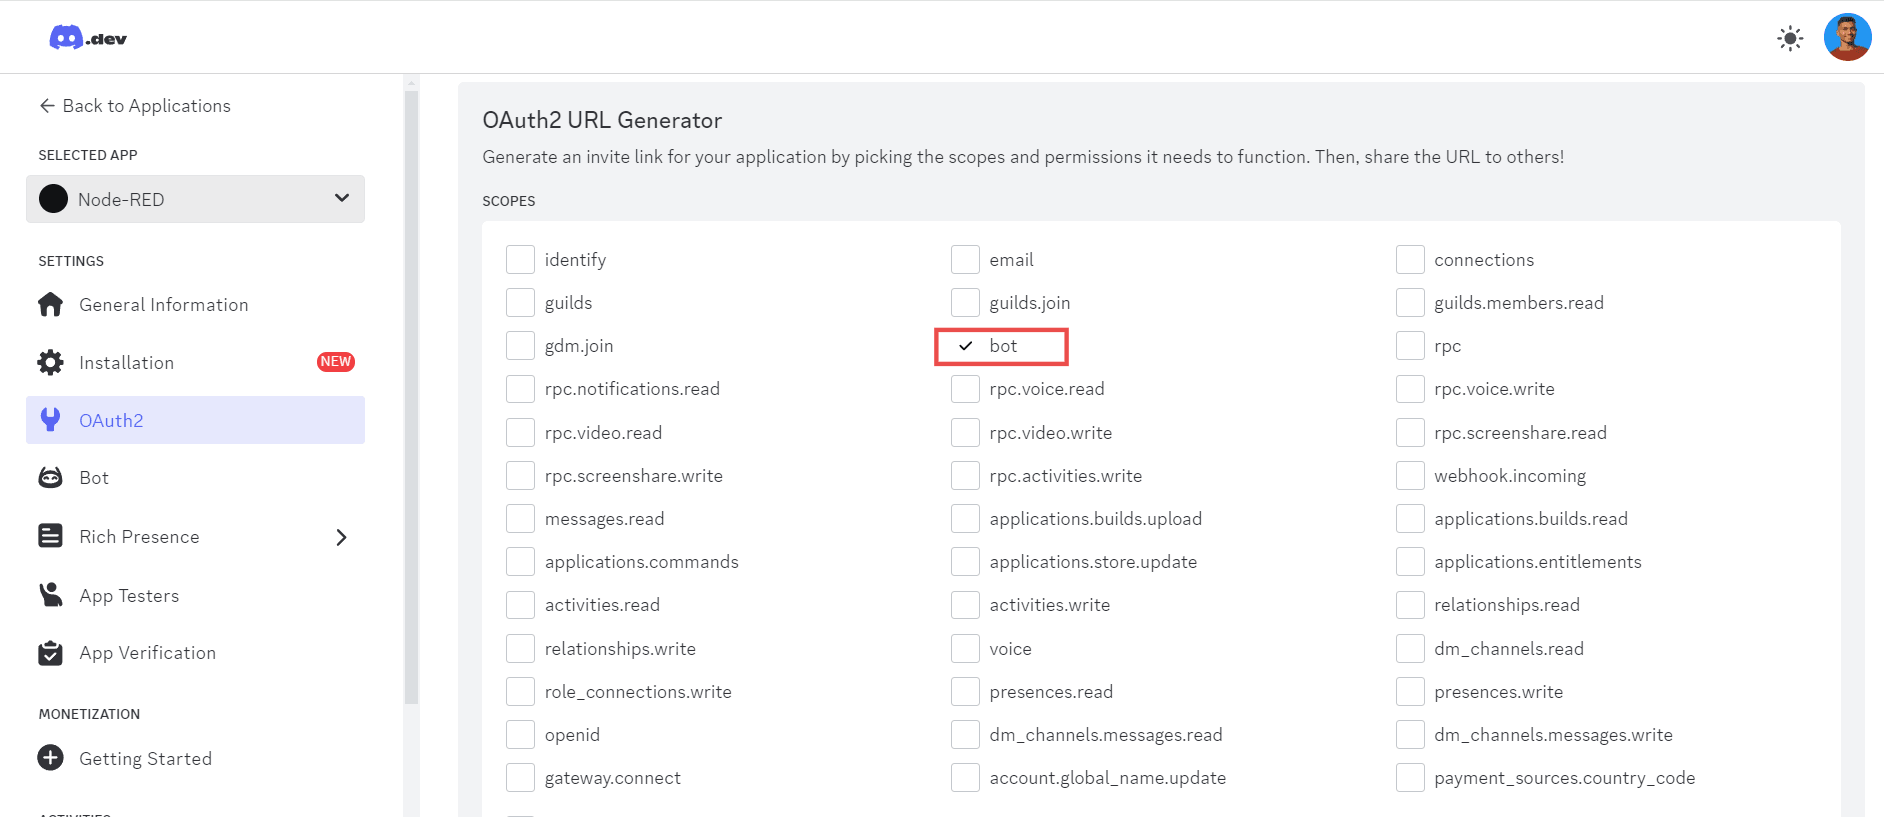 .dev
Back to Applications
SELECTED APP
Node-RED
SETTINGS
General Information
Installation NEW
OAuth2
Bot
Rich Presence
App Testers
App Verification
MONETIZATION
Getting Started
ACTIVITIES
OAuth2 URL Generator
Generate an invite link for your application by picking the scopes and permissions it needs to function. Then, share the URL to others!
SCOPES
identify email connections
guilds guilds.join guilds.members.read
gdm.join bot rpc
rpc.notifications.read rpc.voice.read rpc.voice.write
rpc.video.read rpc.video.write rpc.screenshare.read
rpc.screenshare.write rpc.activities.write webhook.incoming
messages.read applications.builds.upload applications.builds.read
applications.commands applications.store.update applications.entitlements
activities.read activities.write relationships.read
relationships.write voice dm_channels.read
role_connections.write presences.read presences.write
openid dm_channels.messages.read dm_channels.messages.write
gateway.connect account.global_name.update payment_sources.country_code